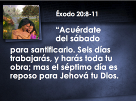 Éxodo 20:8-11
“Acuérdate
del sábado
para santificarlo. Seis días
trabajarás, y harás toda tu
obra; mas el séptimo día es
reposo para Jehová tu Dios.